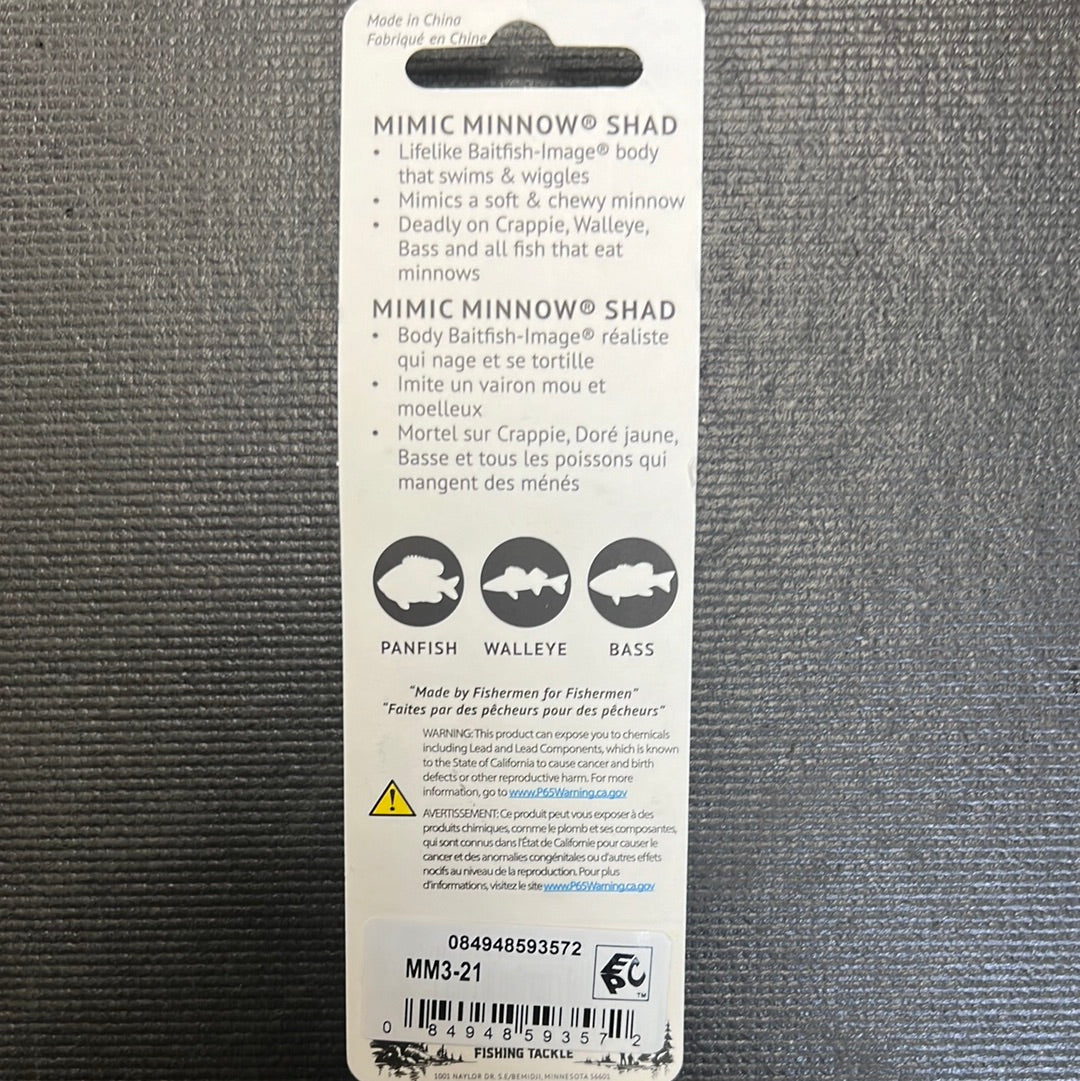 Made in China
Fabriqué en Chine
MIMIC MINNOW® SHAD
• Lifelike Baitfish-Image® body
that swims & wiggles
• Mimics a soft & chewy minnow
• Deadly on Crappie, Walleye,
Bass and all fish that eat
minnows
MIMIC MINNOW® SHAD
• Body Baitfish-Image® réaliste
qui nage et se tortille
• Imite un vairon mou et
moelleux
• Mortel sur Crappie, Doré jaune,
Basse et tous les poissons qui
mangent des ménés
PANFISH WALLEYE BASS
"Made by Fishermen for Fishermen"
"Faites par des pêcheurs pour des pêcheurs"
WARNING: This product can expose you to chemicals
including Lead and Lead Components, which is known
to the State of California to cause cancer and birth
defects or other reproductive harm. For more
information, go to www.P65Warning.ca.gov
AVERTISSEMENT: Ce produit peut vous exposer à des
produits chimiques, comme le plomb et ses composantes,
qui sont connus dans l'État de Californie pour causer le
cancer et des anomalies congénitales ou d'autres effets
nocifs au niveau de la reproduction. Pour plus
d'informations, visitez le site www.P65Warning.ca.gov
084948593572
MM3-21
EPC™
0 84948 59357 2
FISHING TACKLE
1001 NAYLOR DR. S.E/BEMIDJI, MINNESOTA 56601